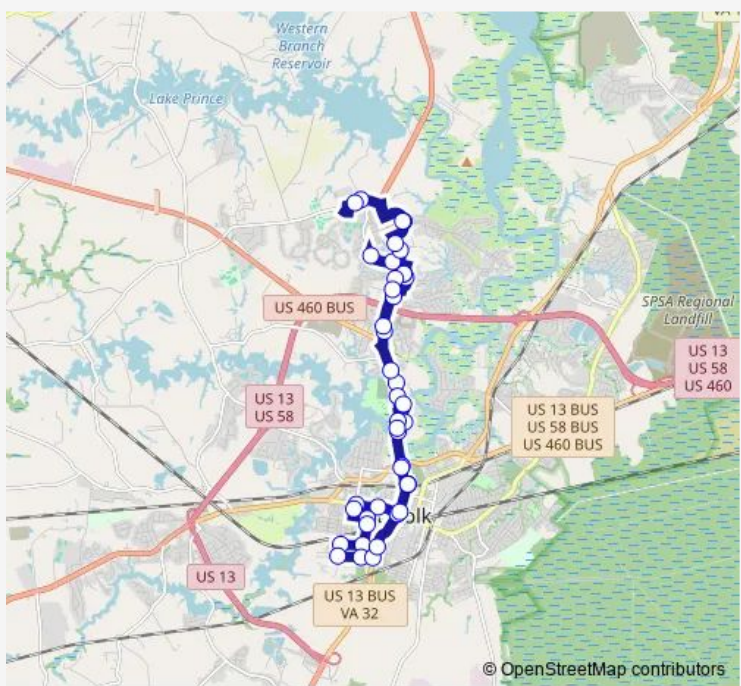 Western
Branch
Reservoir
Lake Prince
US 460 BUS
SPSA Regional
Landfill
US 13
US 58
US 460
US 13
US 58
US 13 BUS
US 58 BUS
US 460 BUS
US 13
US 13 BUS
VA 32
© OpenStreetMap contributors